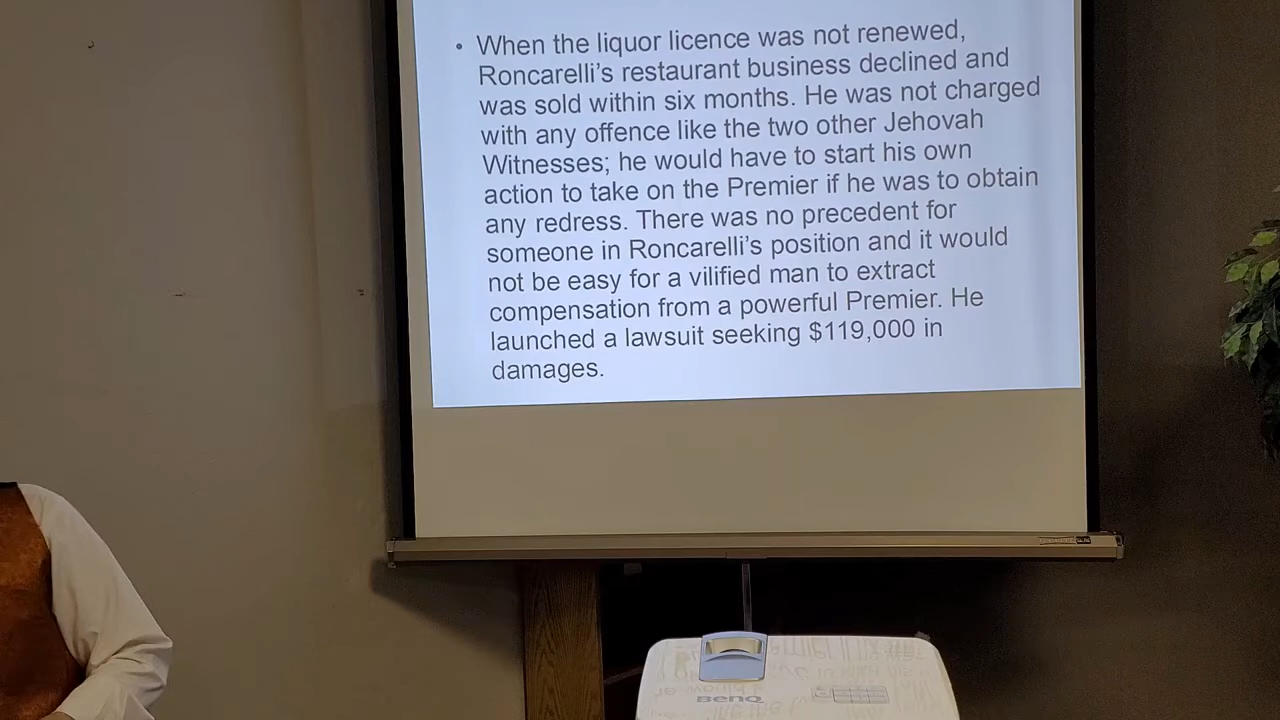 • When the liquor licence was not renewed,
Roncarelli's restaurant business declined and
was sold within six months. He was not charged
with any offence like the two other Jehovah
Witnesses; he would have to start his own
action to take on the Premier if he was to obtain
any redress. There was no precedent for
someone in Roncarelli's position and it would
not be easy for a vilified man to extract
compensation from a powerful Premier. He
launched a lawsuit seeking $119,000 in
damages.
BenQ